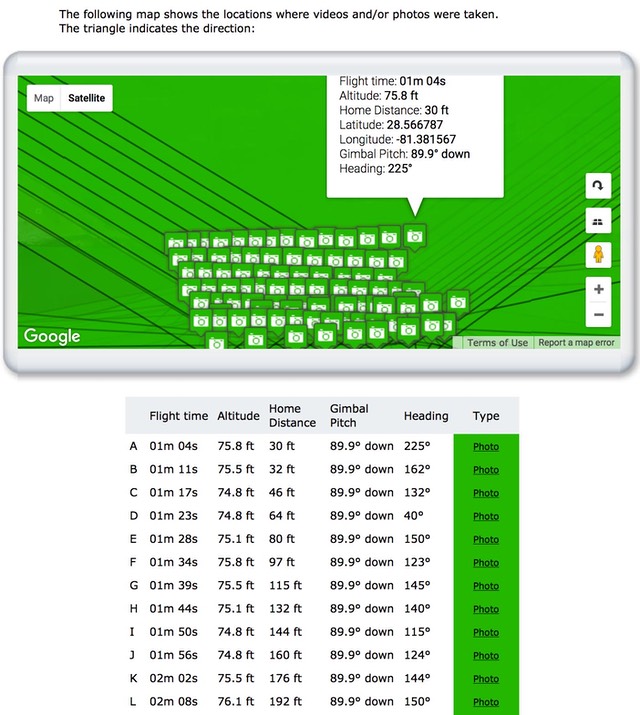 The following map shows the locations where videos and/or photos were taken.
The triangle indicates the direction:
Map Satellite
Flight time: 01m 04s
Altitude: 75.8 ft
Home Distance: 30 ft
Latitude: 28.566787
Longitude: -81.381567
Gimbal Pitch: 89.9° down
Heading: 225°
+
−
Google
Terms of Use Report a map error
Flight time Altitude Home Distance Gimbal Pitch Heading Type
A 01m 04s 75.8 ft 30 ft 89.9° down 225° Photo
B 01m 11s 75.5 ft 32 ft 89.9° down 162° Photo
C 01m 17s 74.8 ft 46 ft 89.9° down 132° Photo
D 01m 23s 74.8 ft 64 ft 89.9° down 40° Photo
E 01m 28s 75.1 ft 80 ft 89.9° down 150° Photo
F 01m 34s 75.8 ft 97 ft 89.9° down 123° Photo
G 01m 39s 75.5 ft 115 ft 89.9° down 145° Photo
H 01m 44s 75.1 ft 132 ft 89.9° down 140° Photo
I 01m 50s 74.8 ft 144 ft 89.9° down 115° Photo
J 01m 56s 74.8 ft 160 ft 89.9° down 124° Photo
K 02m 02s 75.5 ft 176 ft 89.9° down 144° Photo
L 02m 08s 76.1 ft 192 ft 89.9° down 150° Photo